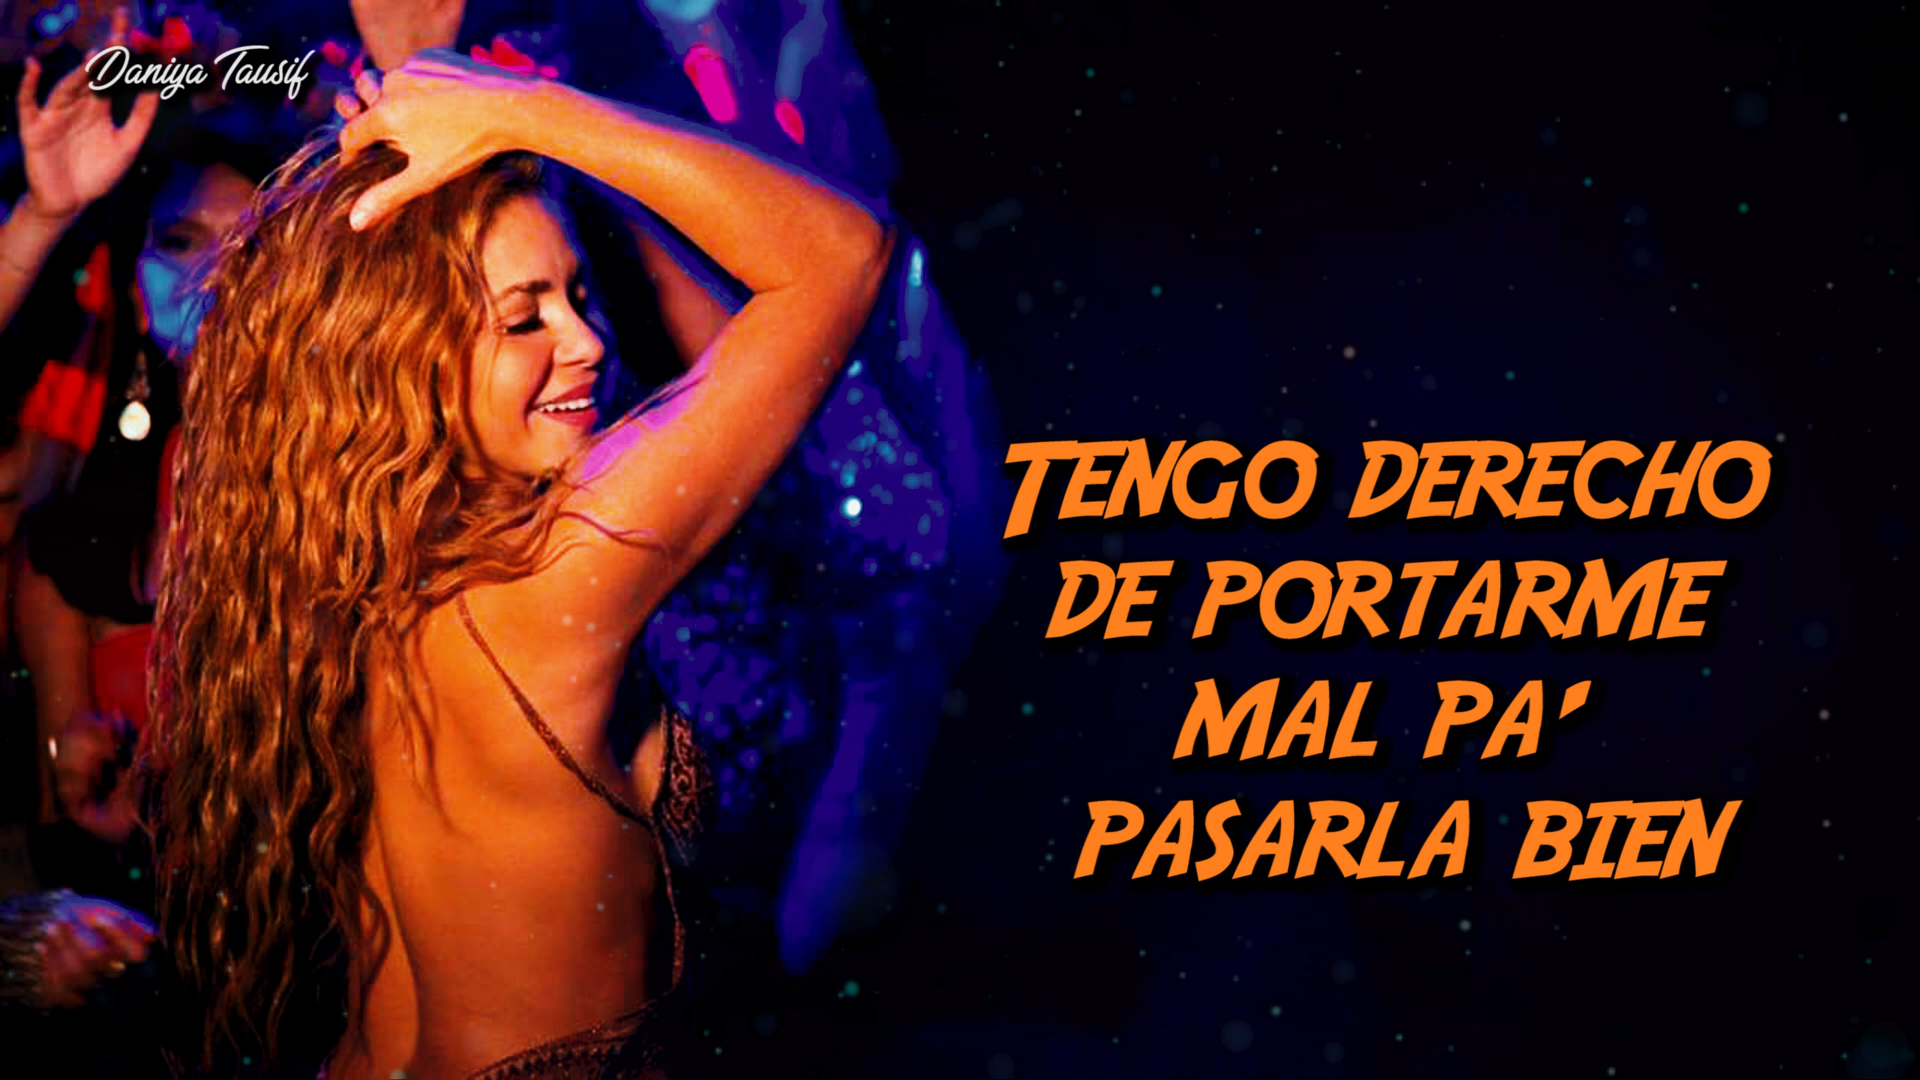 Daniya Tausif
TENGO DERECHO
DE PORTARME
MAL PA'
PASARLA BIEN